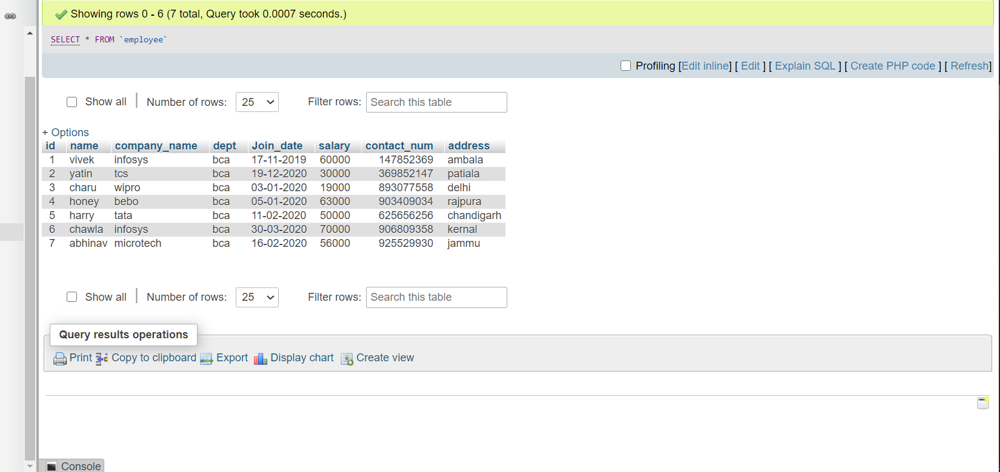 Showing rows 0 - 6 (7 total, Query took 0.0007 seconds.)
SELECT * FROM `employee`
Profiling [Edit inline] [ Edit ] [ Explain SQL ] [ Create PHP code ] [ Refresh]
Show all | Number of rows: 25 Filter rows: Search this table
+ Options
id name company_name dept Join_date salary contact_num address
1 vivek infosys bca 17-11-2019 60000 147852369 ambala
2 yatin tcs bca 19-12-2020 30000 369852147 patiala
3 charu wipro bca 03-01-2020 19000 893077558 delhi
4 honey bebo bca 05-01-2020 63000 903409034 rajpura
5 harry tata bca 11-02-2020 50000 625656256 chandigarh
6 chawla infosys bca 30-03-2020 70000 906809358 kernal
7 abhinav microtech bca 16-02-2020 56000 925529930 jammu
Show all | Number of rows: 25 Filter rows: Search this table
Query results operations
Print Copy to clipboard Export Display chart Create view
Console